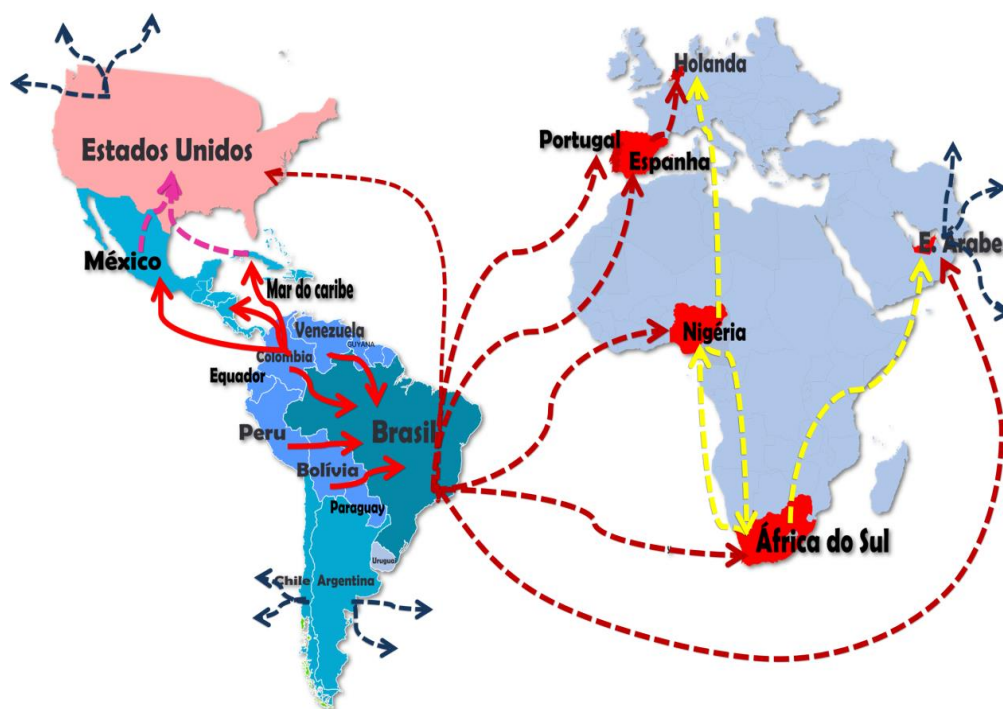 Holanda
Estados Unidos
Portugal
Espanha
México
E. Arabe
Mar do caribe
Venezuela
GUYANA
Nigéria
Colombia
Equador
Peru
Brasil
Bolívia
Paraguay
África do Sul
Uruguai
Chile
Argentina